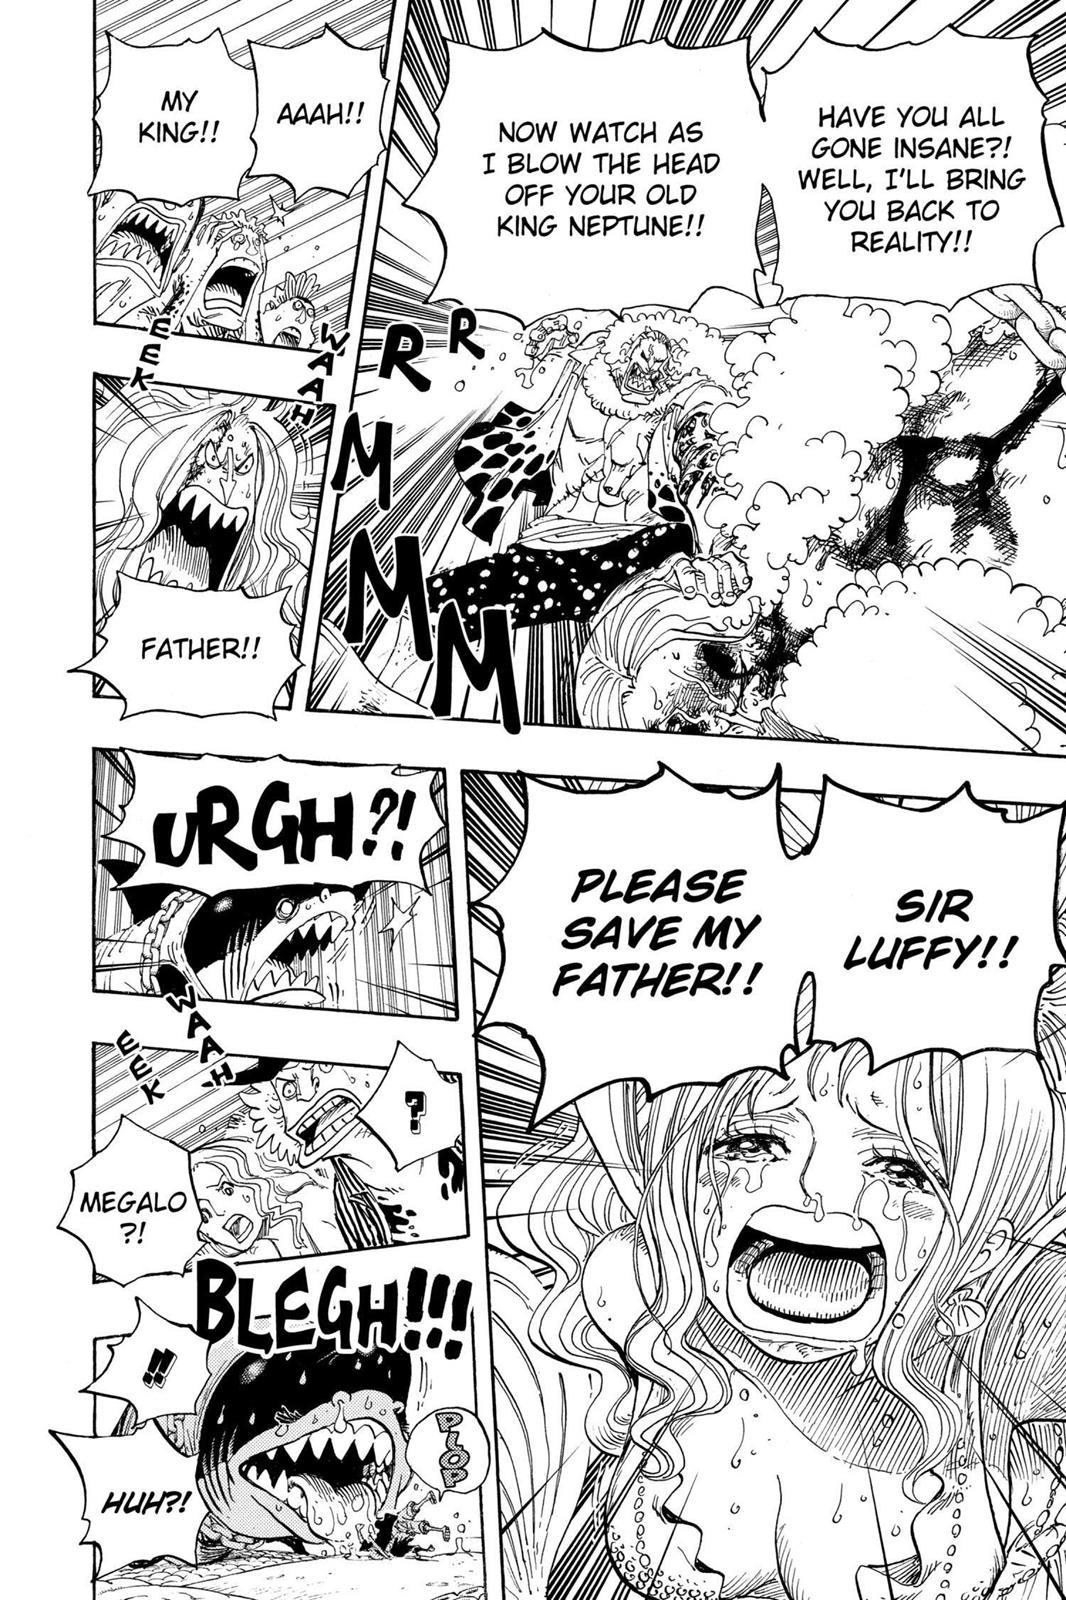 HAVE YOU ALL
GONE INSANE?!
WELL, I'LL BRING
YOU BACK TO
REALITY!!
NOW WATCH AS
I BLOW THE HEAD
OFF YOUR OLD
KING NEPTUNE!!
RRMMMM
AAAH!!
MY
KING!!
EEEK
WAAH
FATHER!!
SIR
LUFFY!!
PLEASE
SAVE MY
FATHER!!
URGH?!
WAAH
EEK
?
?
MEGALO
?!
BLEGH!!!
!!
PLOP
HUH?!